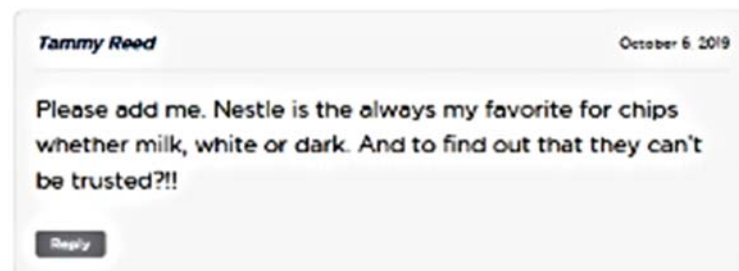 Tammy Reed
October 6, 2019
Please add me. Nestle is the always my favorite for chips
whether milk, white or dark. And to find out that they can't
be trusted?!!
Reply